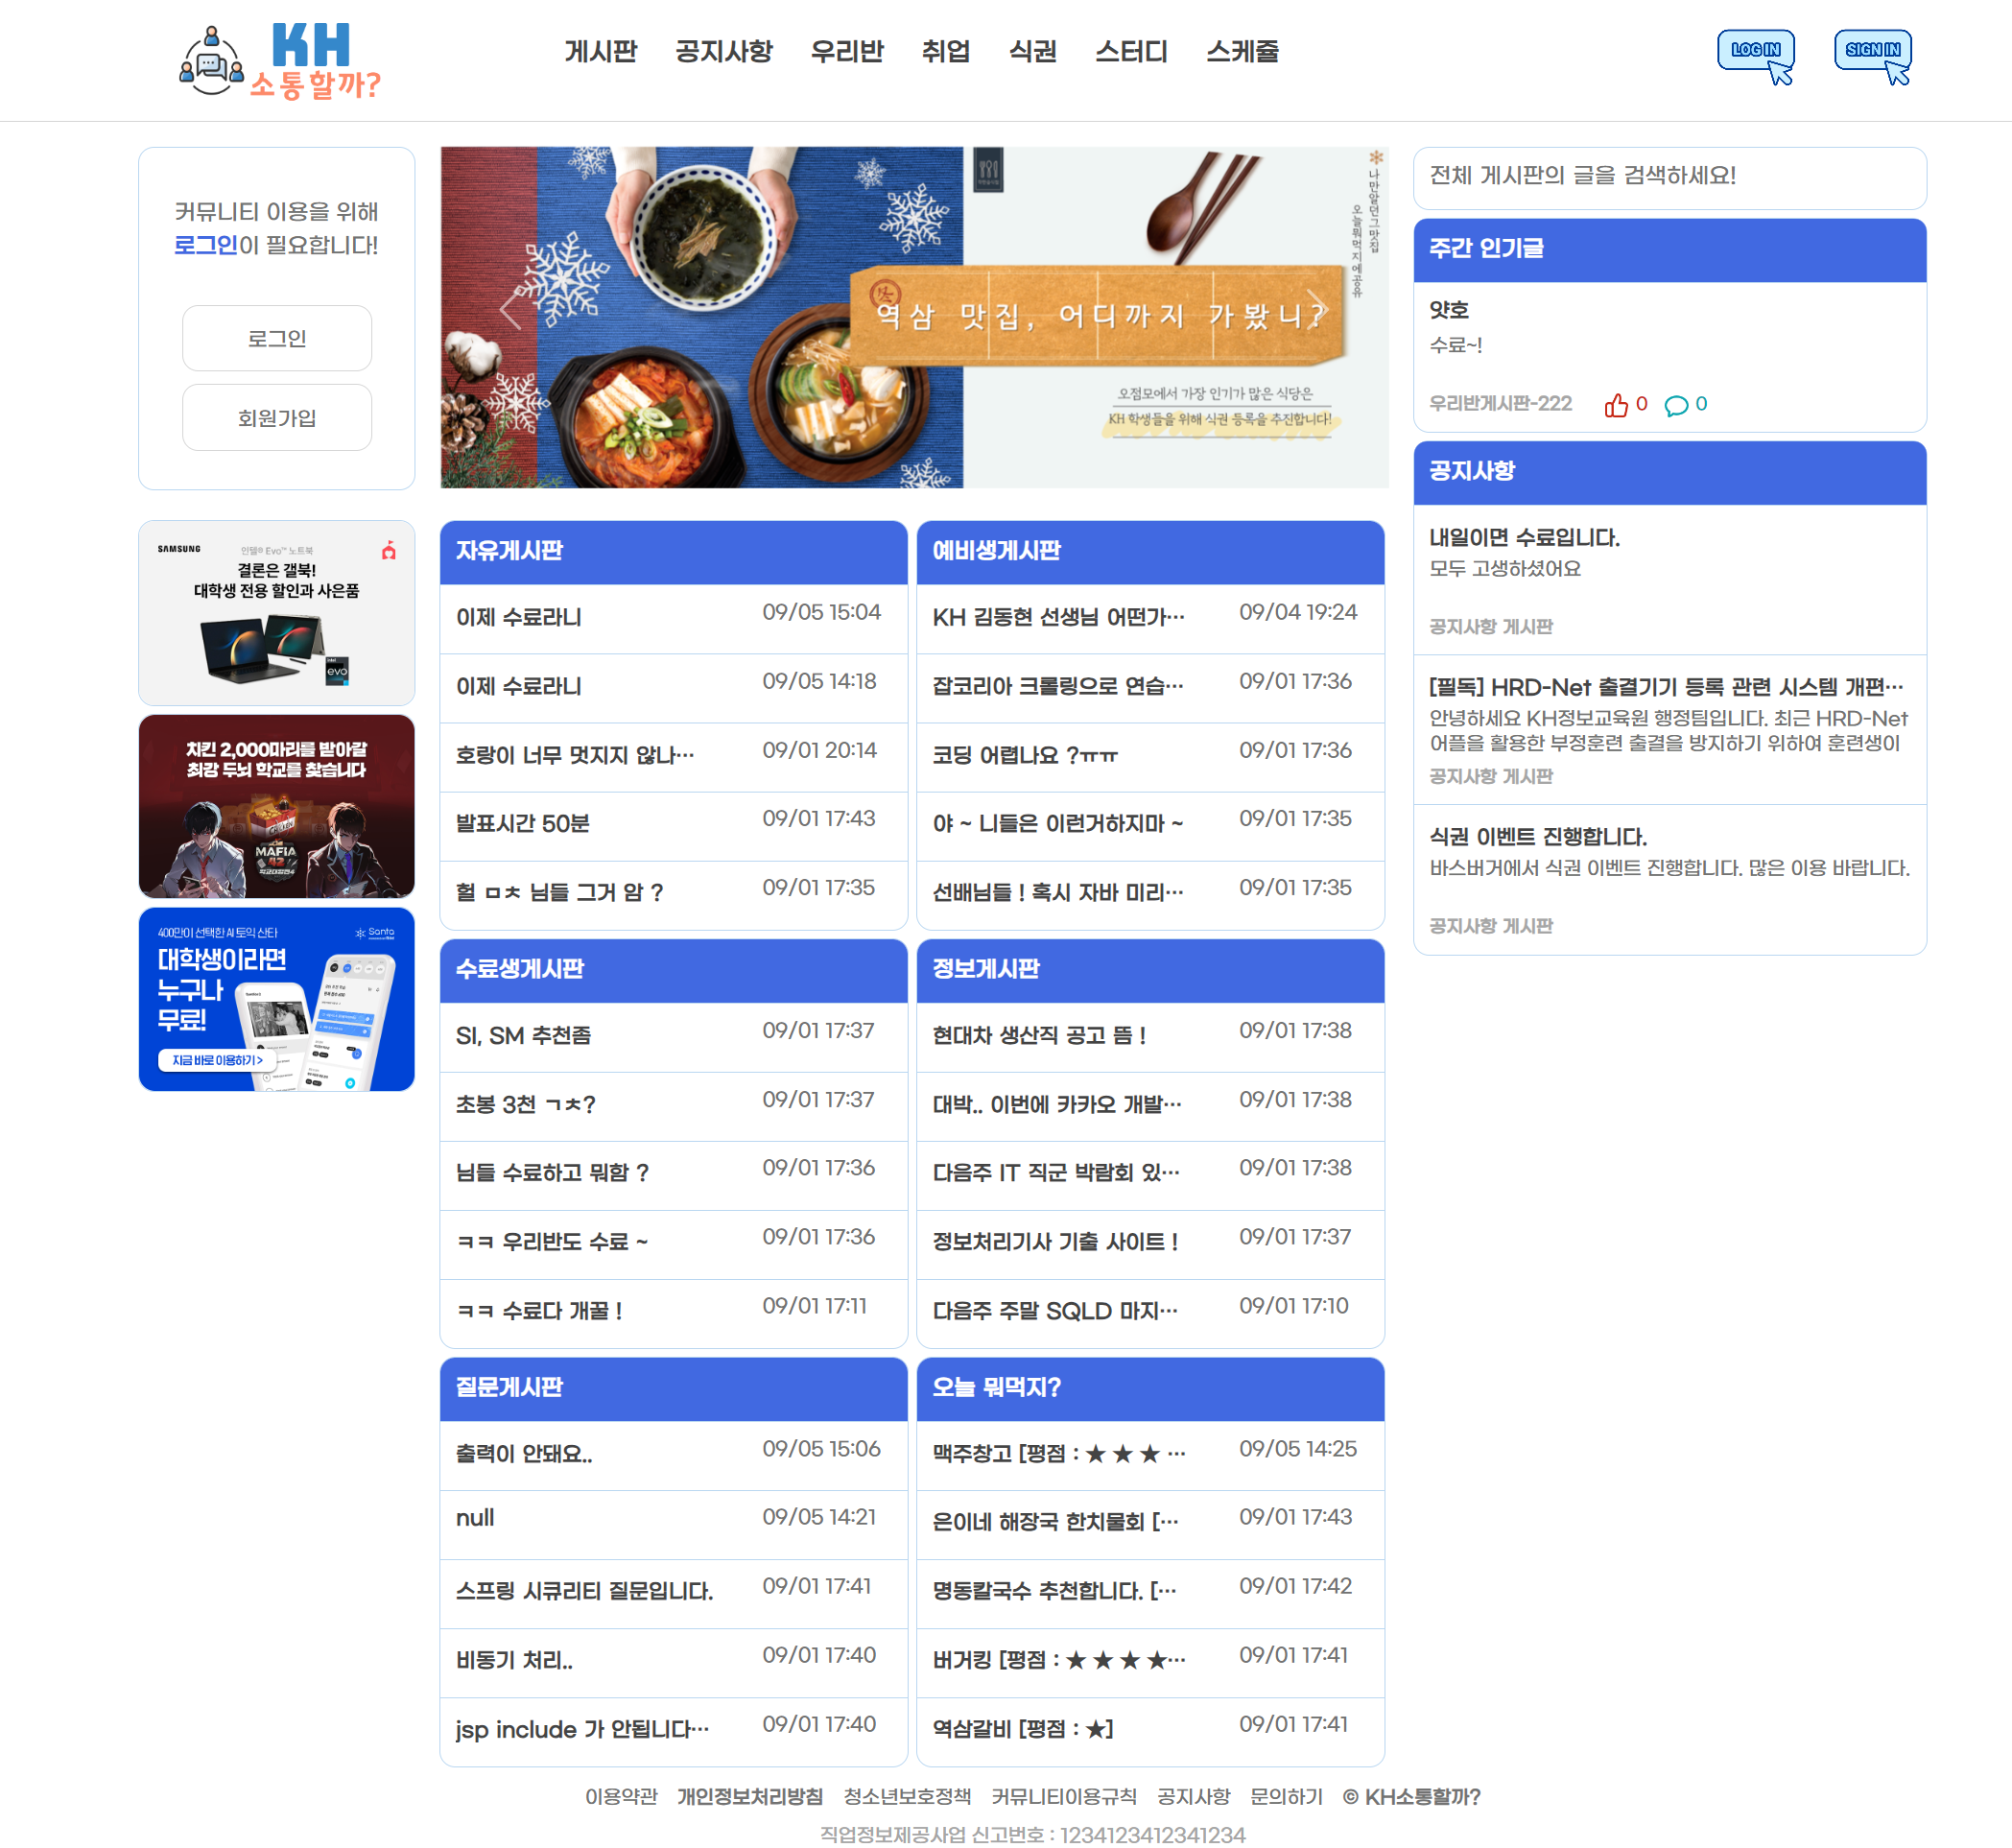 KH
소통할까?
게시판 공지사항 우리반 취업 식권 스터디 스케쥴
LOG IN
SIGN IN
커뮤니티 이용을 위해
로그인이 필요합니다!
로그인
회원가입
나만알던그맛집
오늘뭐먹지에공유
역삼 맛집, 어디까지 가봤니?
오점모에서 가장 인기가 많은 식당은
KH 학생들을 위해 식권 등록을 추진합니다!
전체 게시판의 글을 검색하세요!
주간 인기글
얏호
수료~!
우리반게시판-222 0 0
공지사항
내일이면 수료입니다.
모두 고생하셨어요
공지사항 게시판
[필독] HRD-Net 출결기기 등록 관련 시스템 개편…
안녕하세요 KH정보교육원 행정팀입니다. 최근 HRD-Net
어플을 활용한 부정훈련 출결을 방지하기 위하여 훈련생이
공지사항 게시판
식권 이벤트 진행합니다.
바스버거에서 식권 이벤트 진행합니다. 많은 이용 바랍니다.
공지사항 게시판
SAMSUNG
인텔® Evo™ 노트북
결론은 갤북!
대학생 전용 할인과 사은품
intel
evo
치킨 2,000마리를 받아갈
최강 두뇌 학교를 찾습니다
CHICKEN
MAFIA
42
학교대항전4
400만이 선택한 AI 토익 산타
Santa
대학생이라면
누구나
무료!
지금 바로 이용하기 >
자유게시판
이제 수료라니 09/05 15:04
이제 수료라니 09/05 14:18
호랑이 너무 멋지지 않나… 09/01 20:14
발표시간 50분 09/01 17:43
헐 ㅁㅊ 님들 그거 암 ? 09/01 17:35
예비생게시판
KH 김동현 선생님 어떤가… 09/04 19:24
잡코리아 크롤링으로 연습… 09/01 17:36
코딩 어렵나요 ?ㅠㅠ 09/01 17:36
야 ~ 니들은 이런거하지마 ~ 09/01 17:35
선배님들 ! 혹시 자바 미리… 09/01 17:35
수료생게시판
SI, SM 추천좀 09/01 17:37
초봉 3천 ㄱㅊ? 09/01 17:37
님들 수료하고 뭐함 ? 09/01 17:36
ㅋㅋ 우리반도 수료 ~ 09/01 17:36
ㅋㅋ 수료다 개꿀 ! 09/01 17:11
정보게시판
현대차 생산직 공고 뜸 ! 09/01 17:38
대박.. 이번에 카카오 개발… 09/01 17:38
다음주 IT 직군 박람회 있… 09/01 17:38
정보처리기사 기출 사이트 ! 09/01 17:37
다음주 주말 SQLD 마지… 09/01 17:10
질문게시판
출력이 안돼요.. 09/05 15:06
null 09/05 14:21
스프링 시큐리티 질문입니다. 09/01 17:41
비동기 처리.. 09/01 17:40
jsp include 가 안됩니다… 09/01 17:40
오늘 뭐먹지?
맥주창고 [평점 : ★ ★ ★ … 09/05 14:25
은이네 해장국 한치물회 [… 09/01 17:43
명동칼국수 추천합니다. [… 09/01 17:42
버거킹 [평점 : ★ ★ ★ ★… 09/01 17:41
역삼갈비 [평점 : ★] 09/01 17:41
이용약관 개인정보처리방침 청소년보호정책 커뮤니티이용규칙 공지사항 문의하기 © KH소통할까?
직업정보제공사업 신고번호 : 1234123412341234